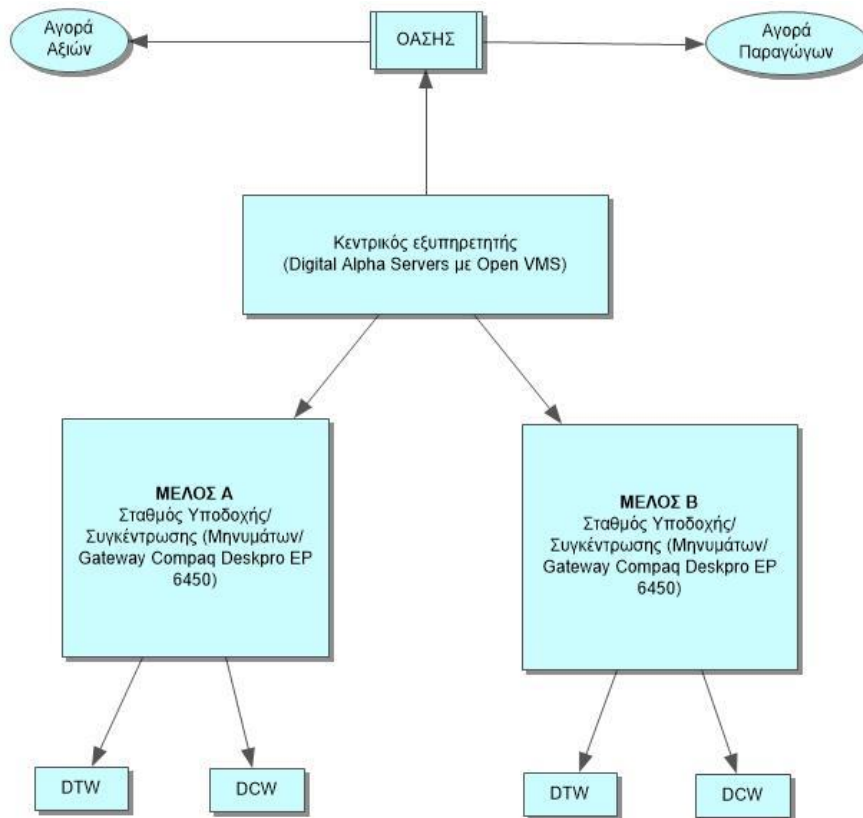 Αγορά
Αξιών
ΟΑΣΗΣ
Αγορά
Παραγώγων
Κεντρικός εξυπηρετητής
(Digital Alpha Servers με Open VMS)
ΜΕΛΟΣ Α
Σταθμός Υποδοχής/
Συγκέντρωσης (Μηνυμάτων/
Gateway Compaq Deskpro EP
6450)
ΜΕΛΟΣ Β
Σταθμός Υποδοχής/
Συγκέντρωσης (Μηνυμάτων/
Gateway Compaq Deskpro EP
6450)
DTW
DCW
DTW
DCW